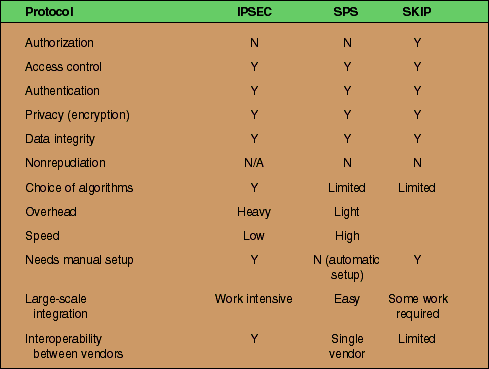 Protocol IPSEC SPS SKIP
Authorization N N Y
Access control Y Y Y
Authentication Y Y Y
Privacy (encryption) Y Y Y
Data integrity Y Y Y
Nonrepudiation N/A N N
Choice of algorithms Y Limited Limited
Overhead Heavy Light
Speed Low High
Needs manual setup Y N (automatic Y
setup)
Large-scale Work intensive Easy Some work
integration required
Interoperability Y Single Limited
between vendors vendor